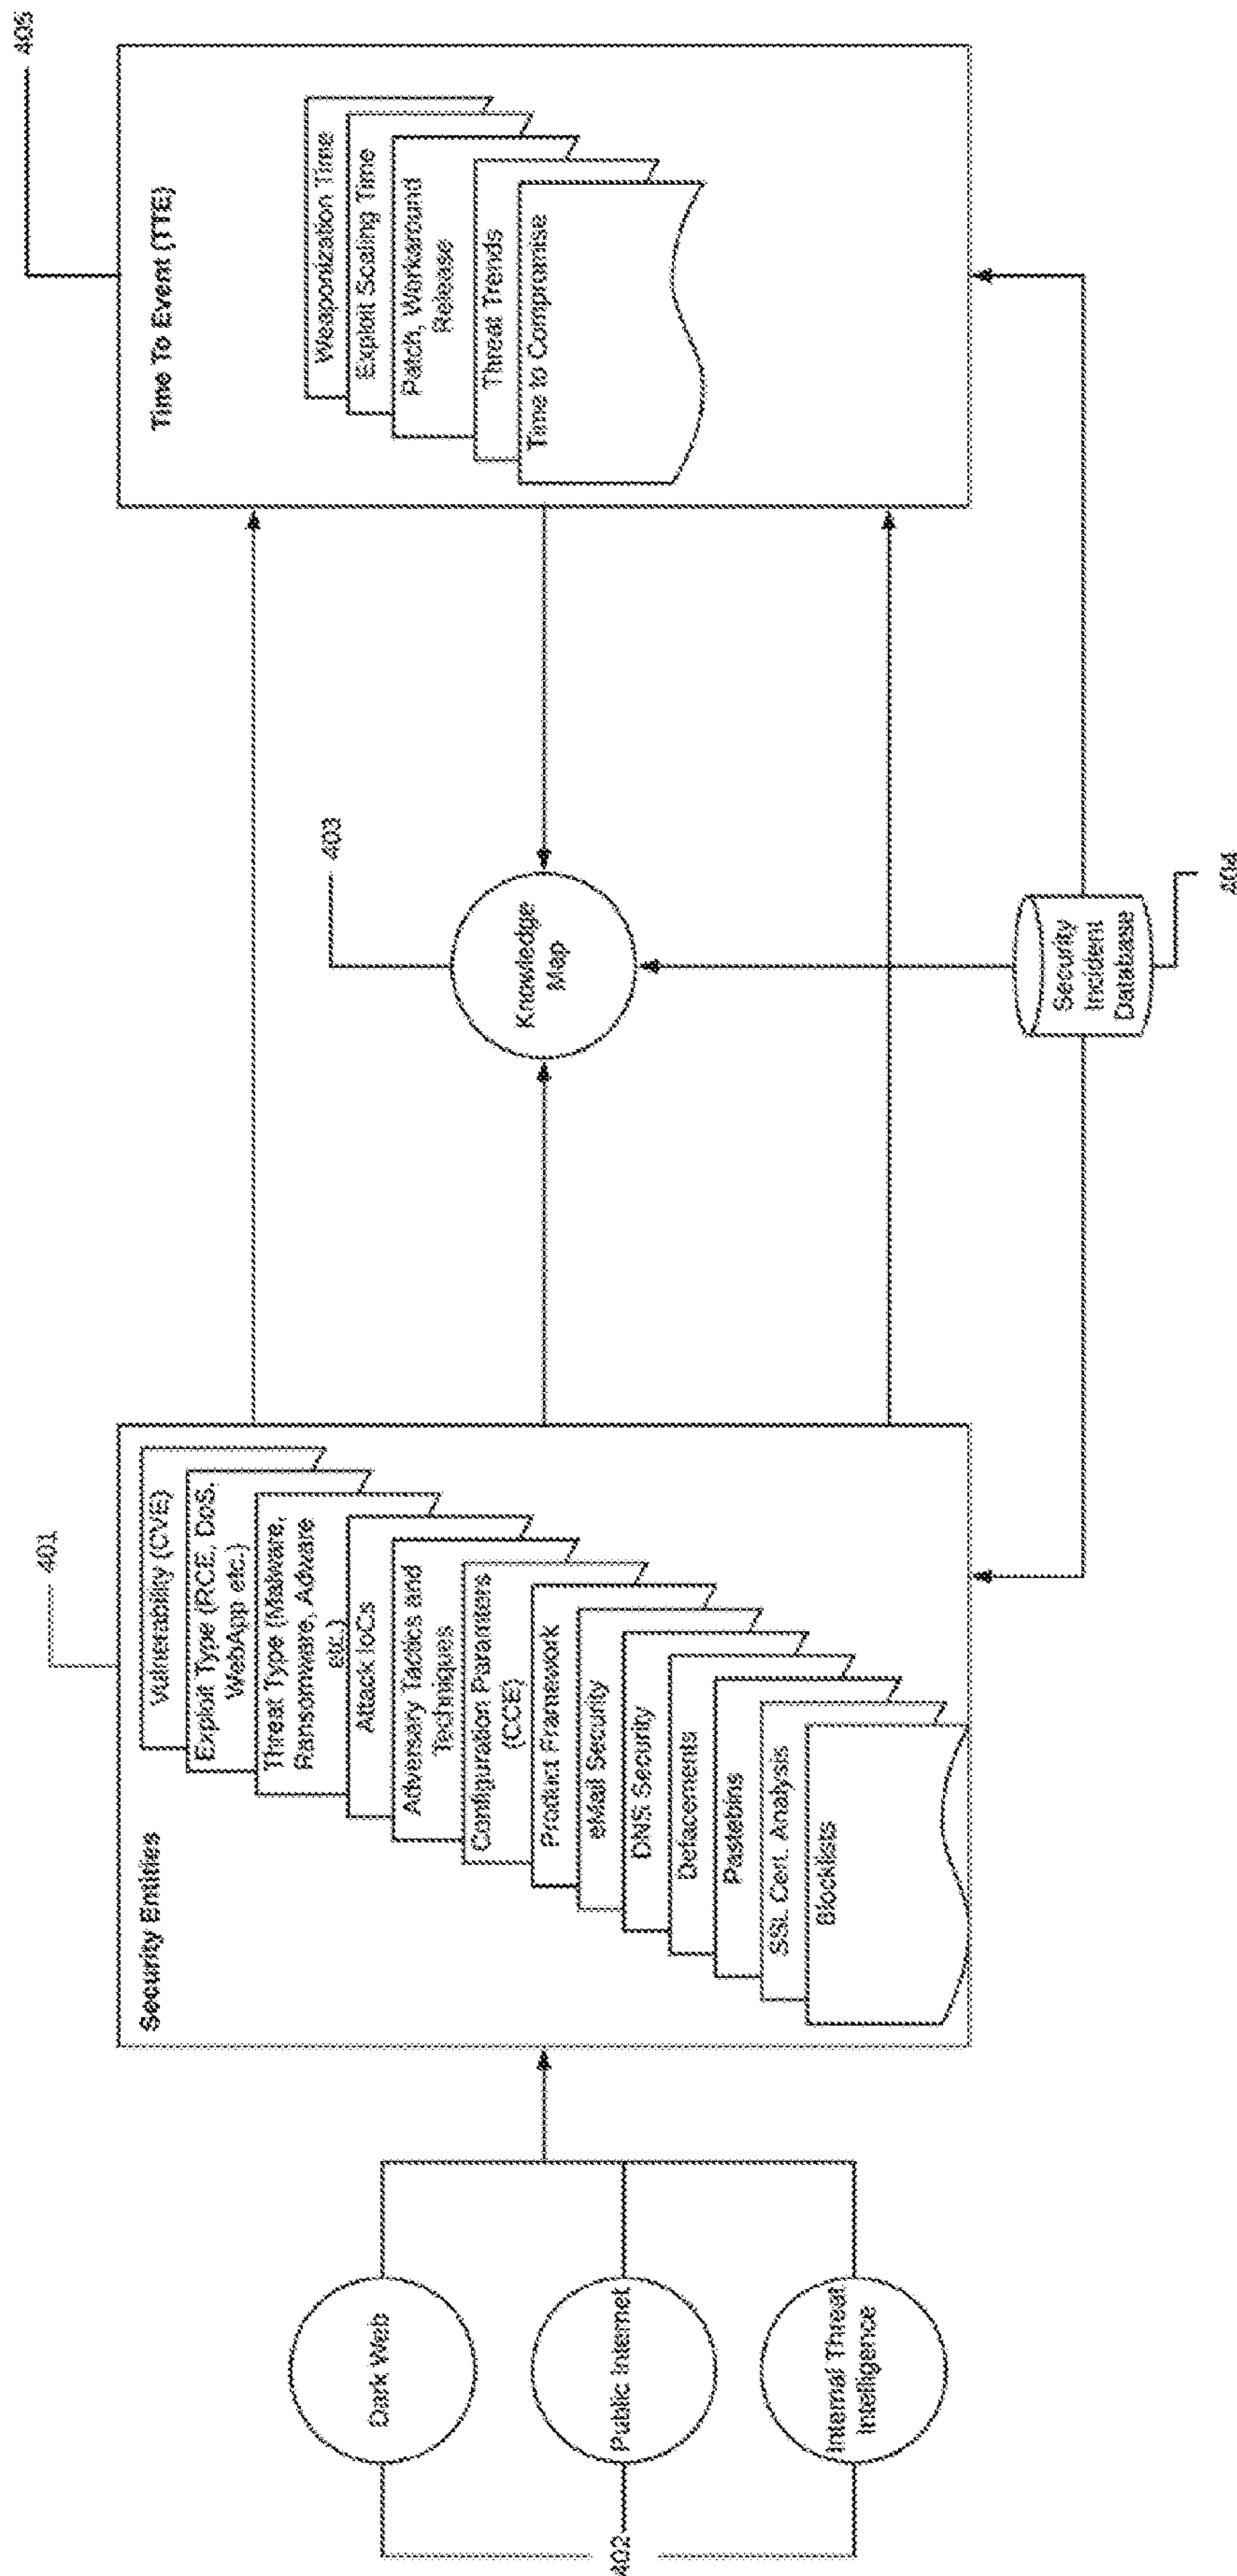 401
405
Security Entities
Vulnerability (CVE)
Exploit Type (RCE, DoS,
WebApp etc.)
Threat Type (Malware,
Ransomware, Adware
etc.)
Attack IoCs
Adversary Tactics and
Techniques
Configuration Paramters
(CCE)
Product Framework
eMail Security
DNS Security
Defacements
Pastebins
SSL Cert. Analysis
Blocklists
Dark Web
Public Internet
Internal Threat
Intelligence
402
403
Knowledge
Map
Time To Event (TTE)
Weaponization Time
Exploit Scaling Time
Patch, Workaround
Release
Threat Trends
Time to Compromise
Security
Incident
Database
404